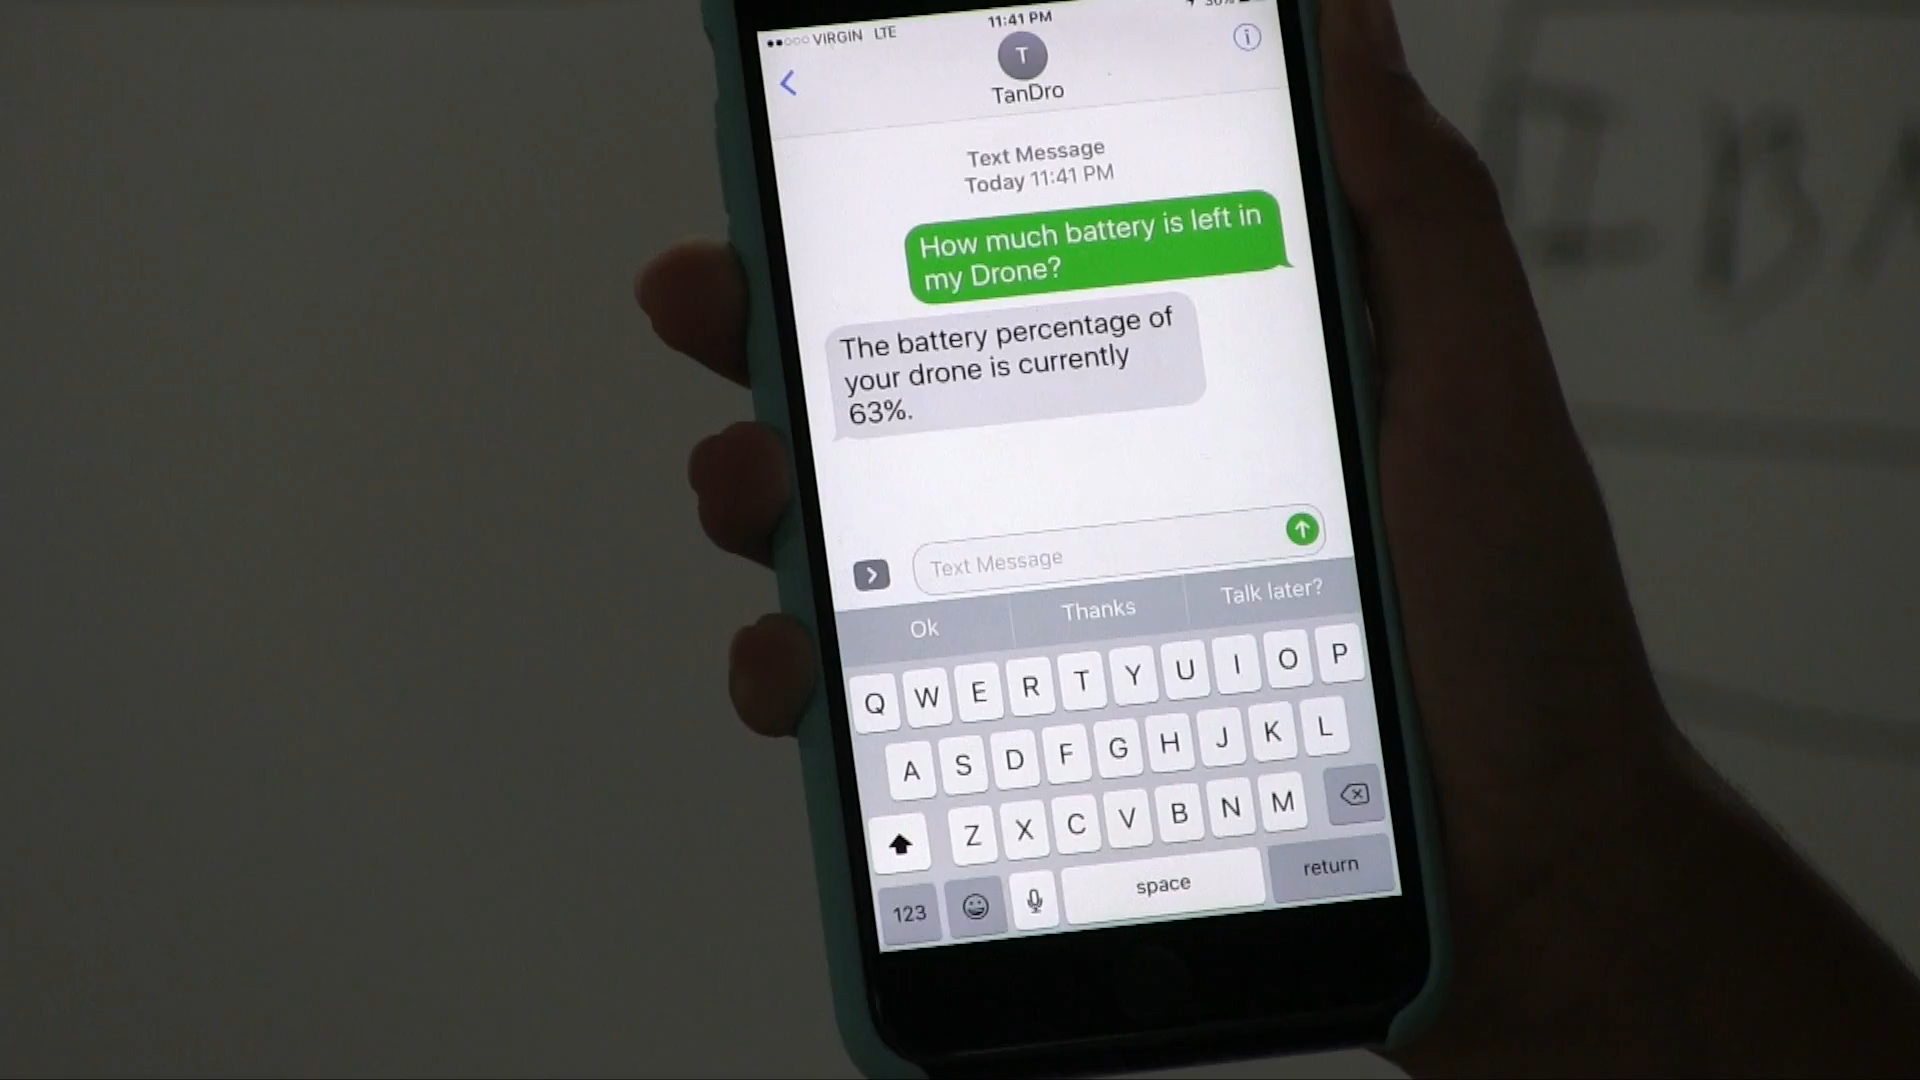 VIRGIN LTE
11:41 PM
T
TanDro
Text Message
Today 11:41 PM
How much battery is left in
my Drone?
The battery percentage of
your drone is currently
63%.
Text Message
Ok Thanks Talk later?
Q W E R T Y U I O P
A S D F G H J K L
Z X C V B N M
123 space return